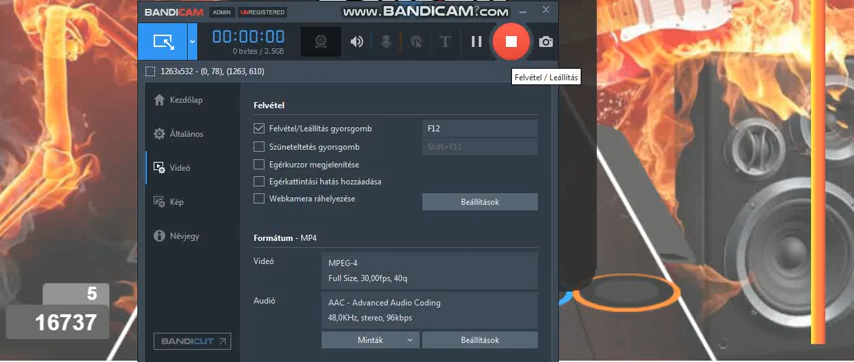 BANDICAM ADMIN UNREGISTERED
www.BANDICAM.com
00:00:00
0 bytes / 2.5GB
T
1263x532 - (0, 78), (1263, 610)
Felvétel / Leállítás
Kezdőlap
Általános
Videó
Kép
Névjegy
BANDICUT
Felvétel
Felvétel/Leállítás gyorsgomb F12
Szüneteltetés gyorsgomb Shift+F12
Egérkurzor megjelenítése
Egérkattintási hatás hozzáadása
Webkamera ráhelyezése Beállítások
Formátum - MP4
Videó MPEG-4
Full Size, 30,00fps, 40q
Audió AAC - Advanced Audio Coding
48,0KHz, stereo, 96kbps
Minták Beállítások
5
16737